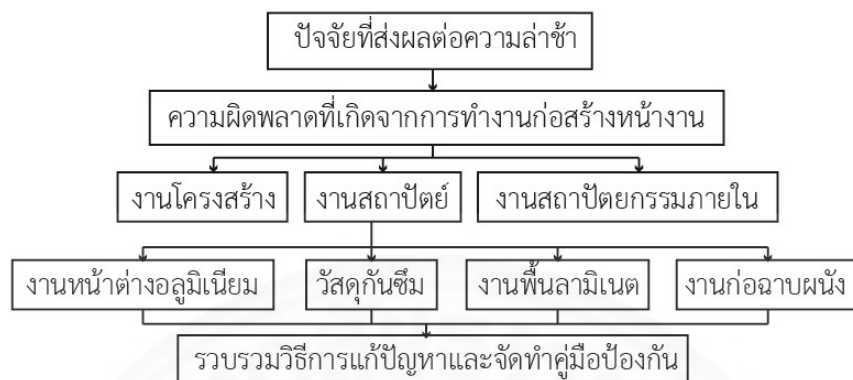 ปัจจัยที่ส่งผลต่อความล่าช้า
ความผิดพลาดที่เกิดจากการทำงานก่อสร้างหน้างาน
งานโครงสร้าง งานสถาปัตย์ งานสถาปัตยกรรมภายใน
งานหน้าต่างอลูมิเนียม วัสดุกันซึม งานพื้นลามิเนต งานก่อฉาบผนัง
รวบรวมวิธีการแก้ปัญหาและจัดทำคู่มือป้องกัน